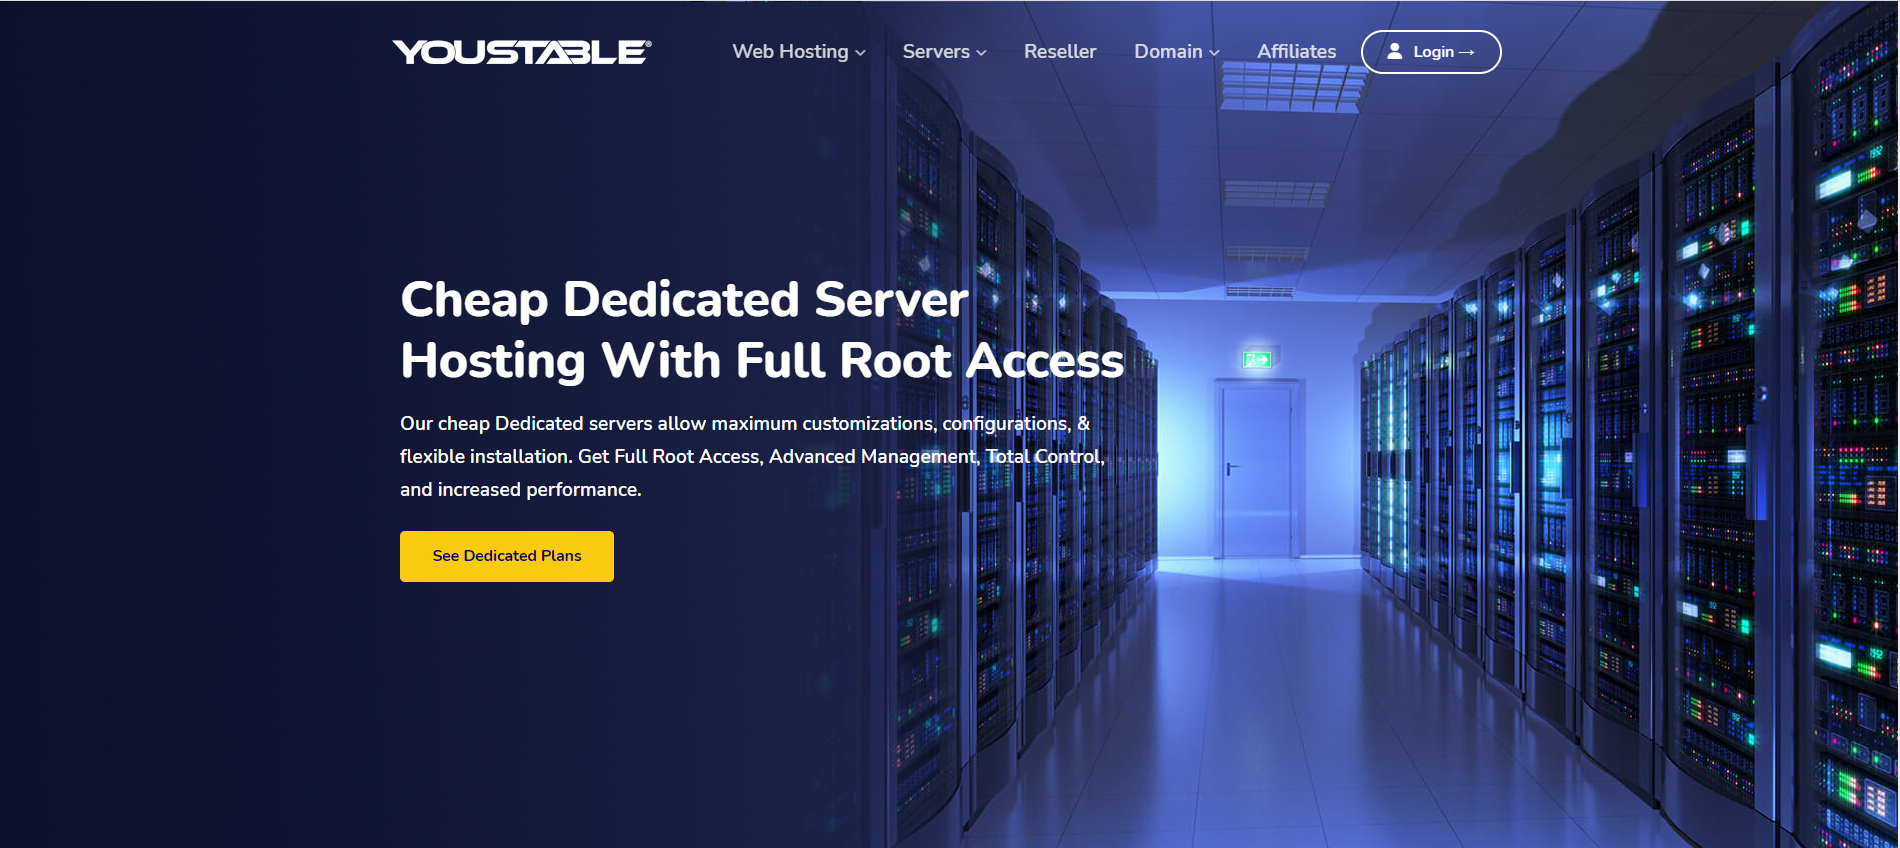 YOUSTABLE®
Web Hosting Servers Reseller Domain Affiliates Login →
Cheap Dedicated Server
Hosting With Full Root Access
Our cheap Dedicated servers allow maximum customizations, configurations, &
flexible installation. Get Full Root Access, Advanced Management, Total Control,
and increased performance.
See Dedicated Plans